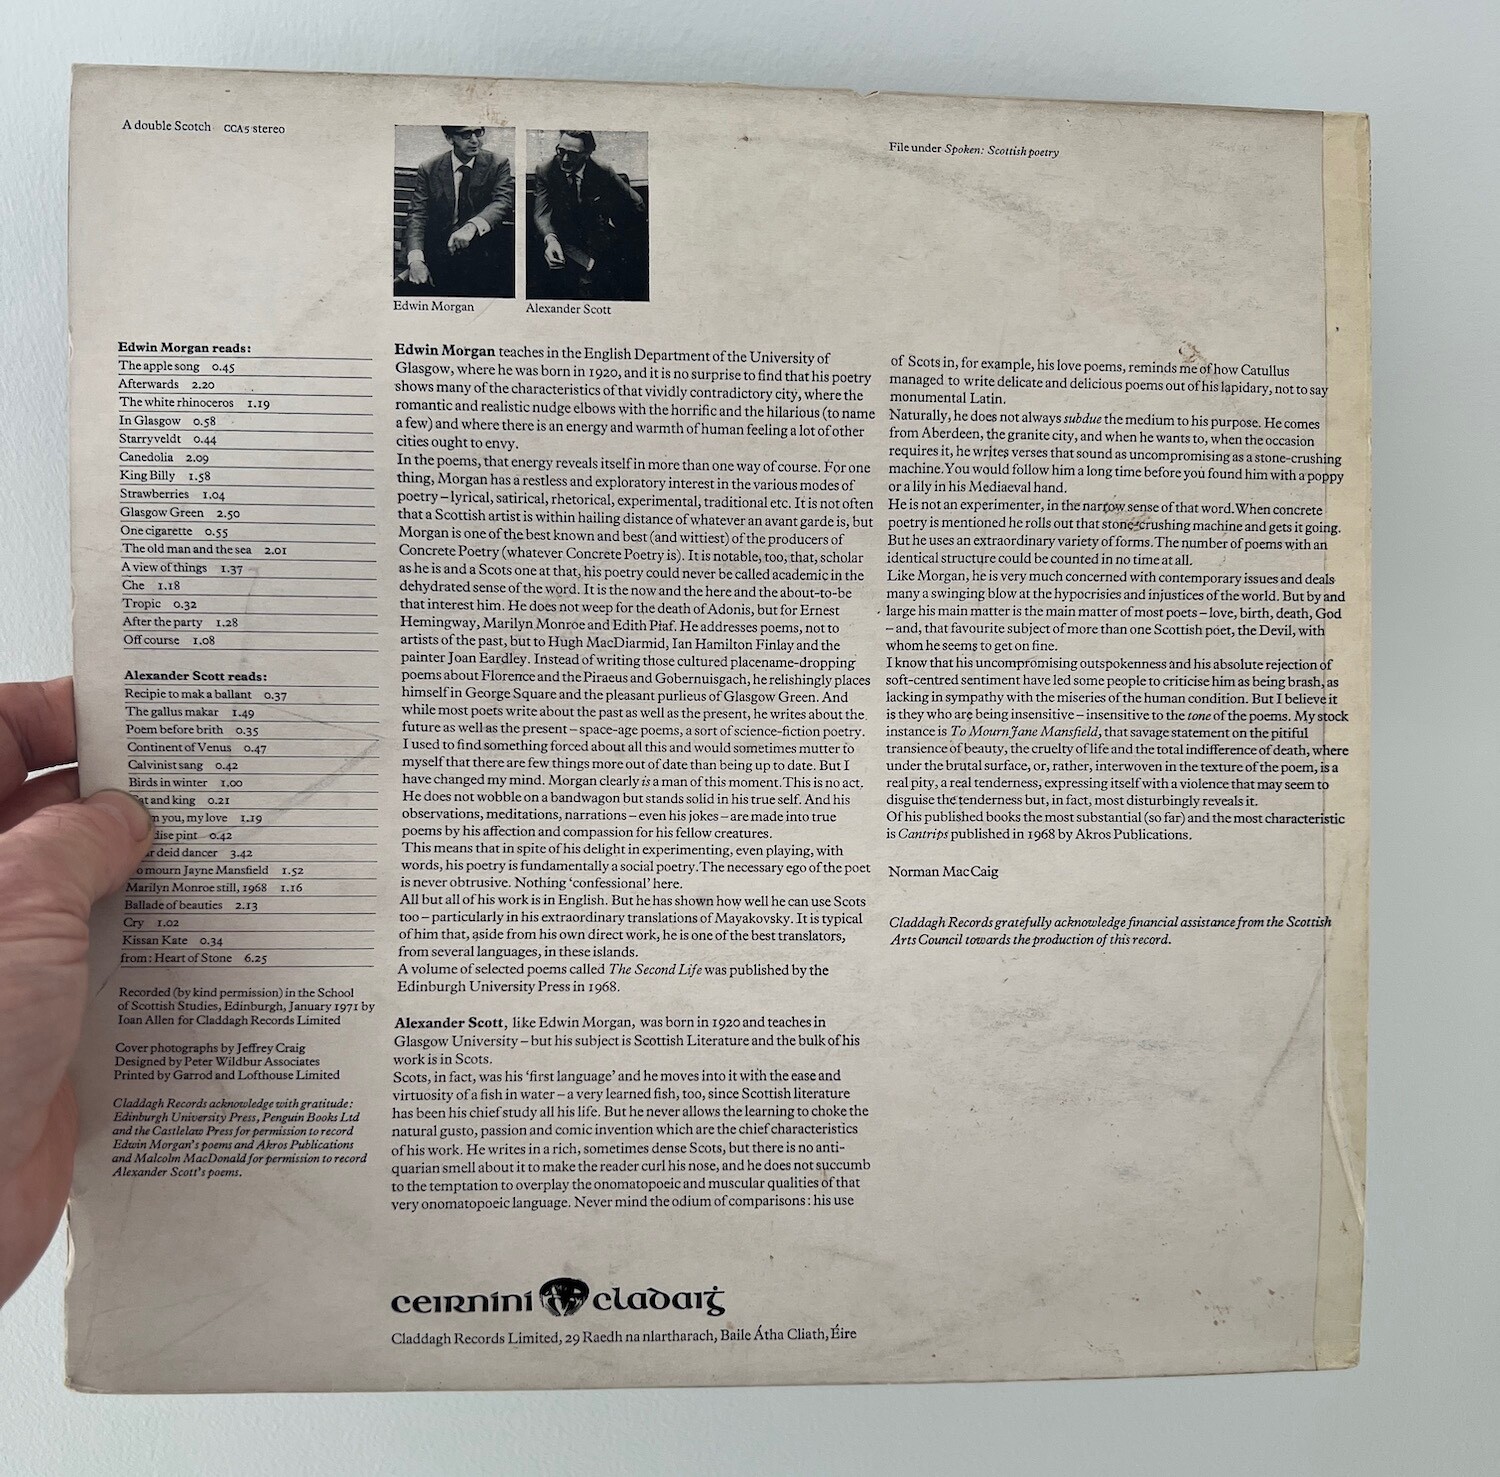 A double Scotch CCA5 stereo
File under Spoken: Scottish poetry
Edwin Morgan
Alexander Scott
Edwin Morgan reads:
The apple song 0.45
Afterwards 2.20
The white rhinoceros 1.19
In Glasgow 0.58
Starryveldt 0.44
Canedolia 2.09
King Billy 1.58
Strawberries 1.04
Glasgow Green 2.50
One cigarette 0.55
The old man and the sea 2.01
A view of things 1.37
Che 1.18
Tropic 0.32
After the party 1.28
Off course 1.08
Alexander Scott reads:
Recipie to mak a ballant 0.37
The gallus makar 1.49
Poem before brith 0.35
Continent of Venus 0.47
Calvinist sang 0.42
Birds in winter 1.00
and king 0.21
you, my love 1.19
pint 0.42
deid dancer 3.42
mourn Jayne Mansfield 1.52
Marilyn Monroe still, 1968 1.16
Ballade of beauties 2.13
Cry 1.02
Kissan Kate 0.34
from: Heart of Stone 6.25
Recorded (by kind permission) in the School
of Scottish Studies, Edinburgh, January 1971 by
Ioan Allen for Claddagh Records Limited
Cover photographs by Jeffrey Craig
Designed by Peter Wildbur Associates
Printed by Garrod and Lofthouse Limited
Claddagh Records acknowledge with gratitude:
Edinburgh University Press, Penguin Books Ltd
and the Castlelaw Press for permission to record
Edwin Morgan's poems and Akros Publications
and Malcolm MacDonald for permission to record
Alexander Scott's poems.
Edwin Morgan teaches in the English Department of the University of
Glasgow, where he was born in 1920, and it is no surprise to find that his poetry
shows many of the characteristics of that vividly contradictory city, where the
romantic and realistic nudge elbows with the horrific and the hilarious (to name
a few) and where there is an energy and warmth of human feeling a lot of other
cities ought to envy.
In the poems, that energy reveals itself in more than one way of course. For one
thing, Morgan has a restless and exploratory interest in the various modes of
poetry – lyrical, satirical, rhetorical, experimental, traditional etc. It is not often
that a Scottish artist is within hailing distance of whatever an avant garde is, but
Morgan is one of the best known and best (and wittiest) of the producers of
Concrete Poetry (whatever Concrete Poetry is). It is notable, too, that, scholar
as he is and a Scots one at that, his poetry could never be called academic in the
dehydrated sense of the word. It is the now and the here and the about-to-be
that interest him. He does not weep for the death of Adonis, but for Ernest
Hemingway, Marilyn Monroe and Edith Piaf. He addresses poems, not to
artists of the past, but to Hugh MacDiarmid, Ian Hamilton Finlay and the
painter Joan Eardley. Instead of writing those cultured placename-dropping
poems about Florence and the Piraeus and Gobernuisgach, he relishingly places
himself in George Square and the pleasant purlieus of Glasgow Green. And
while most poets write about the past as well as the present, he writes about the
future as well as the present – space-age poems, a sort of science-fiction poetry.
I used to find something forced about all this and would sometimes mutter to
myself that there are few things more out of date than being up to date. But I
have changed my mind. Morgan clearly is a man of this moment. This is no act.
He does not wobble on a bandwagon but stands solid in his true self. And his
observations, meditations, narrations – even his jokes – are made into true
poems by his affection and compassion for his fellow creatures.
This means that in spite of his delight in experimenting, even playing, with
words, his poetry is fundamentally a social poetry. The necessary ego of the poet
is never obtrusive. Nothing 'confessional' here.
All but all of his work is in English. But he has shown how well he can use Scots
too – particularly in his extraordinary translations of Mayakovsky. It is typical
of him that, aside from his own direct work, he is one of the best translators,
from several languages, in these islands.
A volume of selected poems called The Second Life was published by the
Edinburgh University Press in 1968.
Alexander Scott, like Edwin Morgan, was born in 1920 and teaches in
Glasgow University – but his subject is Scottish Literature and the bulk of his
work is in Scots.
Scots, in fact, was his 'first language' and he moves into it with the ease and
virtuosity of a fish in water – a very learned fish, too, since Scottish literature
has been his chief study all his life. But he never allows the learning to choke the
natural gusto, passion and comic invention which are the chief characteristics
of his work. He writes in a rich, sometimes dense Scots, but there is no anti-
quarian smell about it to make the reader curl his nose, and he does not succumb
to the temptation to overplay the onomatopoeic and muscular qualities of that
very onomatopoeic language. Never mind the odium of comparisons: his use
of Scots in, for example, his love poems, reminds me of how Catullus
managed to write delicate and delicious poems out of his lapidary, not to say
monumental Latin.
Naturally, he does not always subdue the medium to his purpose. He comes
from Aberdeen, the granite city, and when he wants to, when the occasion
requires it, he writes verses that sound as uncompromising as a stone-crushing
machine. You would follow him a long time before you found him with a poppy
or a lily in his Mediaeval hand.
He is not an experimenter, in the narrow sense of that word. When concrete
poetry is mentioned he rolls out that stone-crushing machine and gets it going.
But he uses an extraordinary variety of forms. The number of poems with an
identical structure could be counted in no time at all.
Like Morgan, he is very much concerned with contemporary issues and deals
many a swinging blow at the hypocrisies and injustices of the world. But by and
large his main matter is the main matter of most poets – love, birth, death, God
– and, that favourite subject of more than one Scottish poet, the Devil, with
whom he seems to get on fine.
I know that his uncompromising outspokenness and his absolute rejection of
soft-centred sentiment have led some people to criticise him as being brash, as
lacking in sympathy with the miseries of the human condition. But I believe it
is they who are being insensitive – insensitive to the tone of the poems. My stock
instance is To Mourn Jane Mansfield, that savage statement on the pitiful
transience of beauty, the cruelty of life and the total indifference of death, where
under the brutal surface, or, rather, interwoven in the texture of the poem, is a
real pity, a real tenderness, expressing itself with a violence that may seem to
disguise the tenderness but, in fact, most disturbingly reveals it.
Of his published books the most substantial (so far) and the most characteristic
is Cantrips published in 1968 by Akros Publications.
Norman MacCaig
Claddagh Records gratefully acknowledge financial assistance from the Scottish
Arts Council towards the production of this record.
ceirníní cladaiġ
Claddagh Records Limited, 29 Raedh na nIartharach, Baile Átha Cliath, Éire